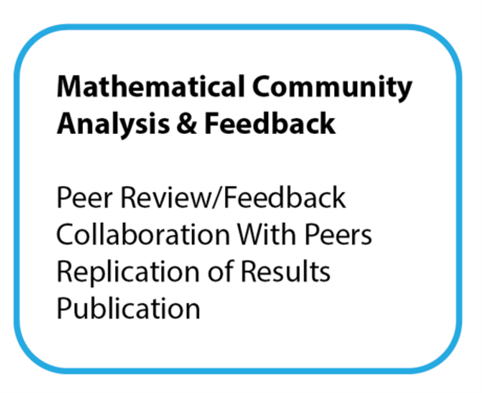 Mathematical Community
Analysis & Feedback
Peer Review/Feedback
Collaboration With Peers
Replication of Results
Publication